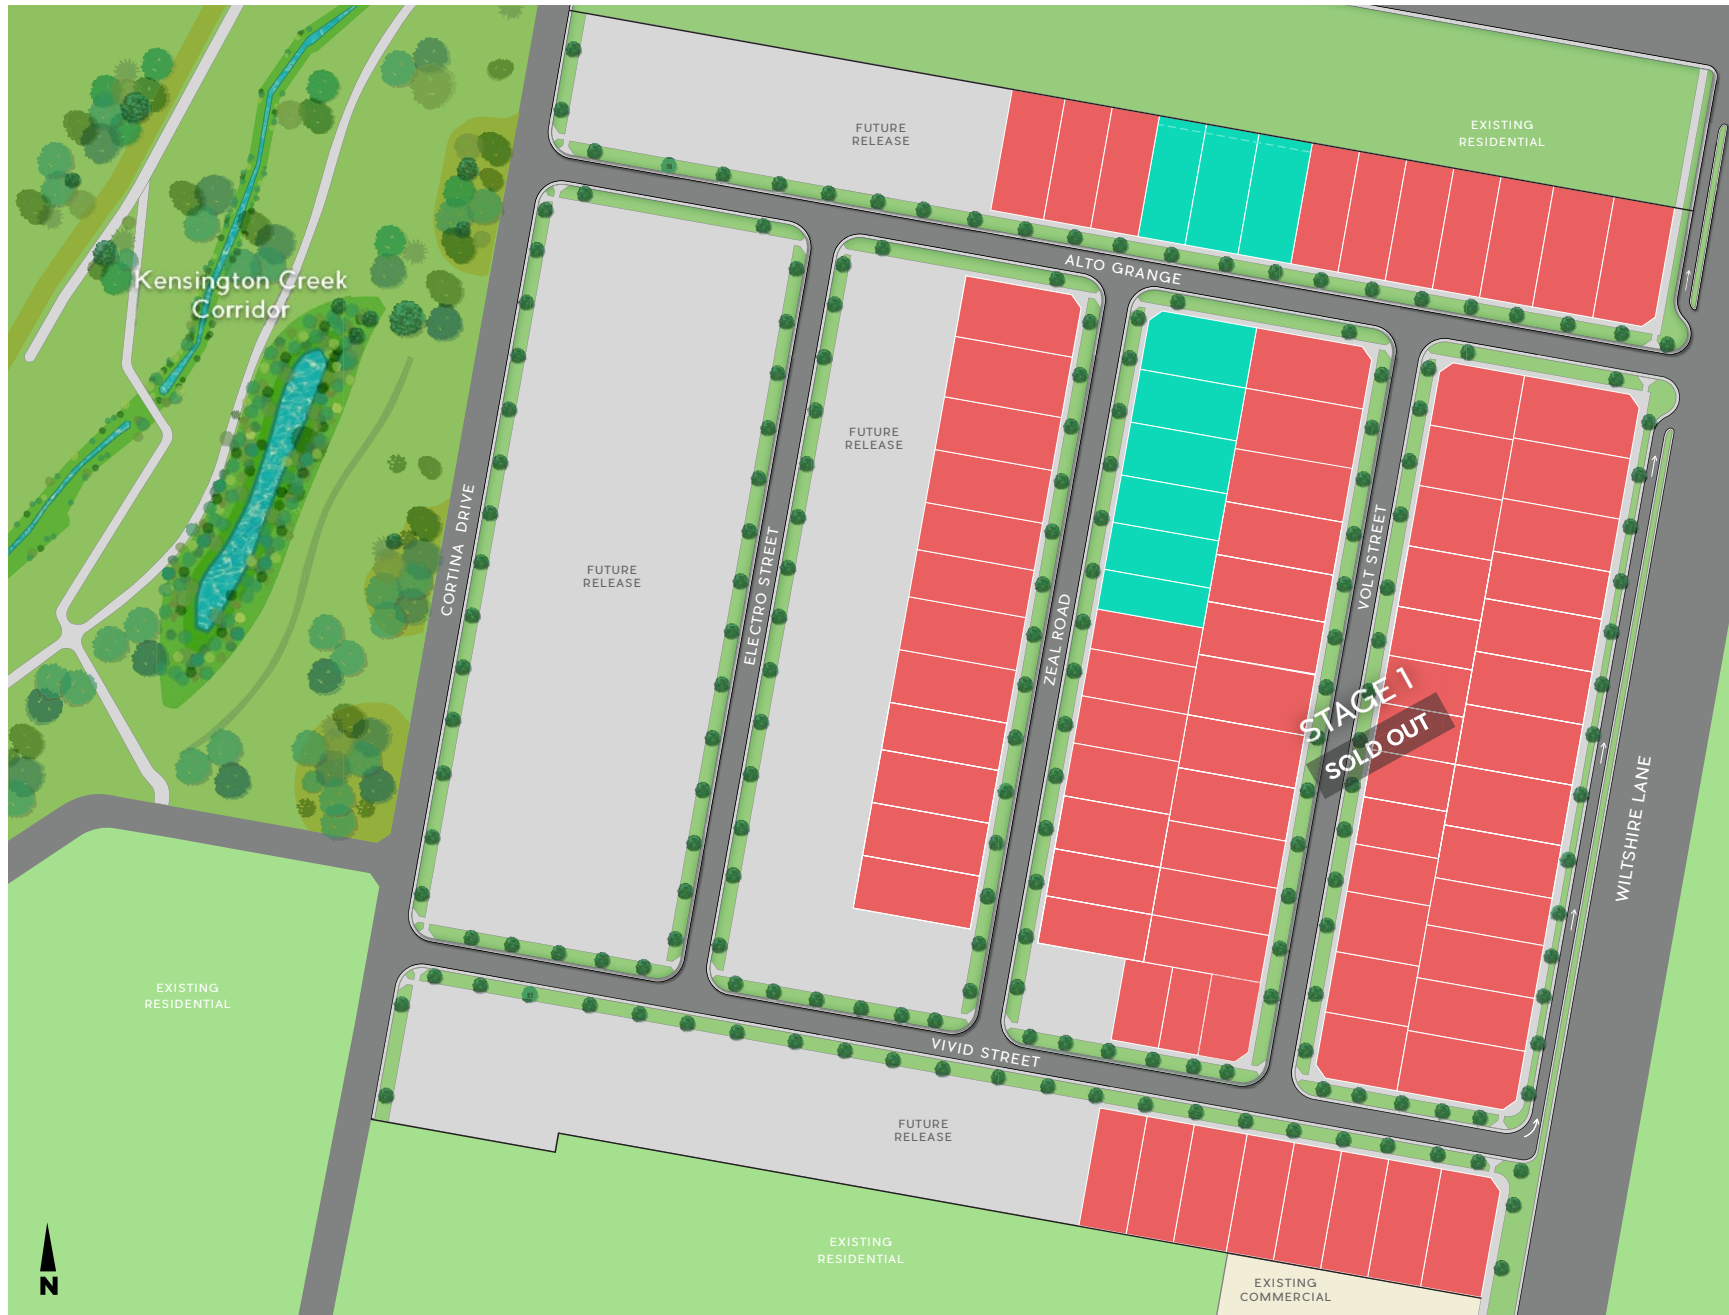 FUTURE
RELEASE
EXISTING
RESIDENTIAL
Kensington Creek
Corridor
ALTO GRANGE
FUTURE
RELEASE
CORTINA DRIVE
FUTURE
RELEASE
ELECTRO STREET
ZEAL ROAD
VOLT STREET
STAGE 1
SOLD OUT
WILTSHIRE LANE
EXISTING
RESIDENTIAL
VIVID STREET
FUTURE
RELEASE
EXISTING
RESIDENTIAL
EXISTING
COMMERCIAL
N